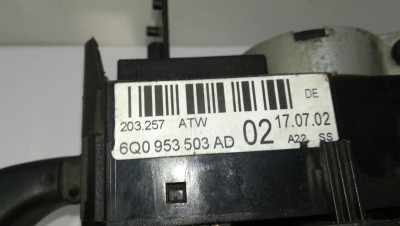 DE
203.257 ATW 02 17.07.02
6Q0 953 503 AD A22 SS